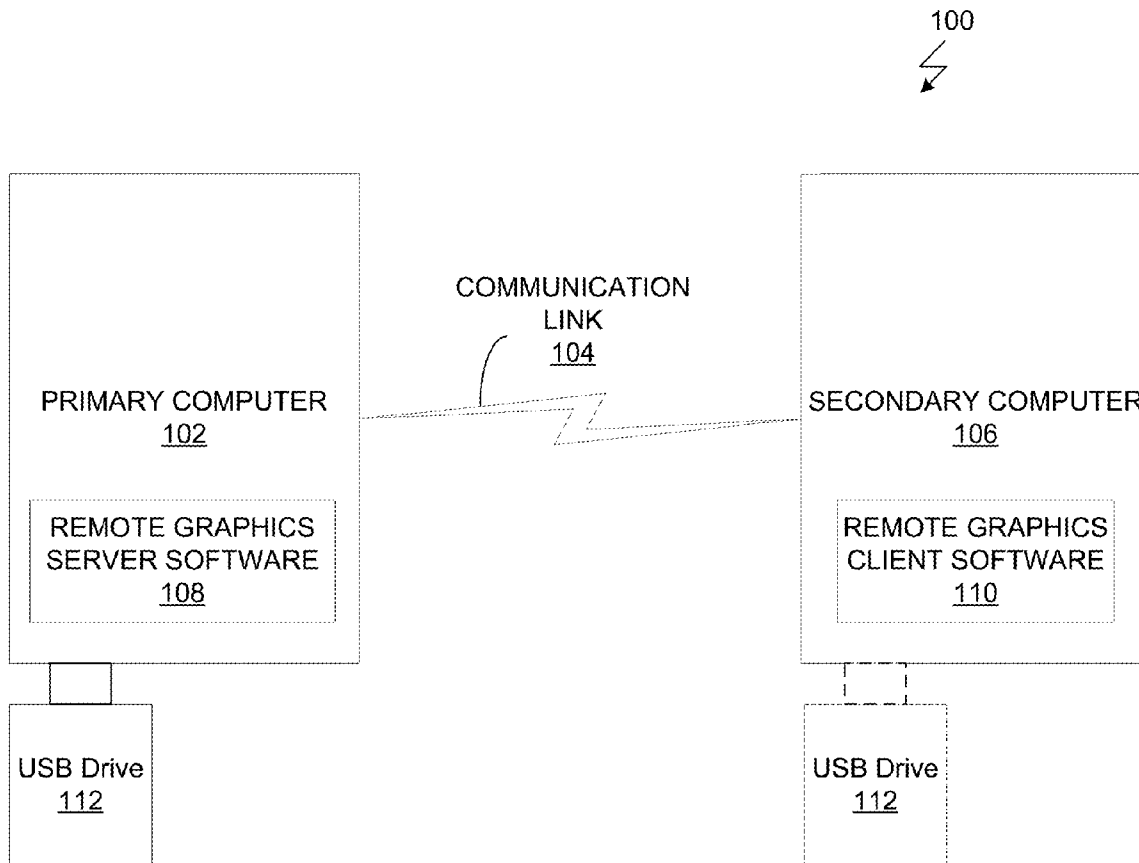 100
COMMUNICATION
LINK
104
PRIMARY COMPUTER
102
SECONDARY COMPUTER
106
REMOTE GRAPHICS
SERVER SOFTWARE
108
REMOTE GRAPHICS
CLIENT SOFTWARE
110
USB Drive
112
USB Drive
112